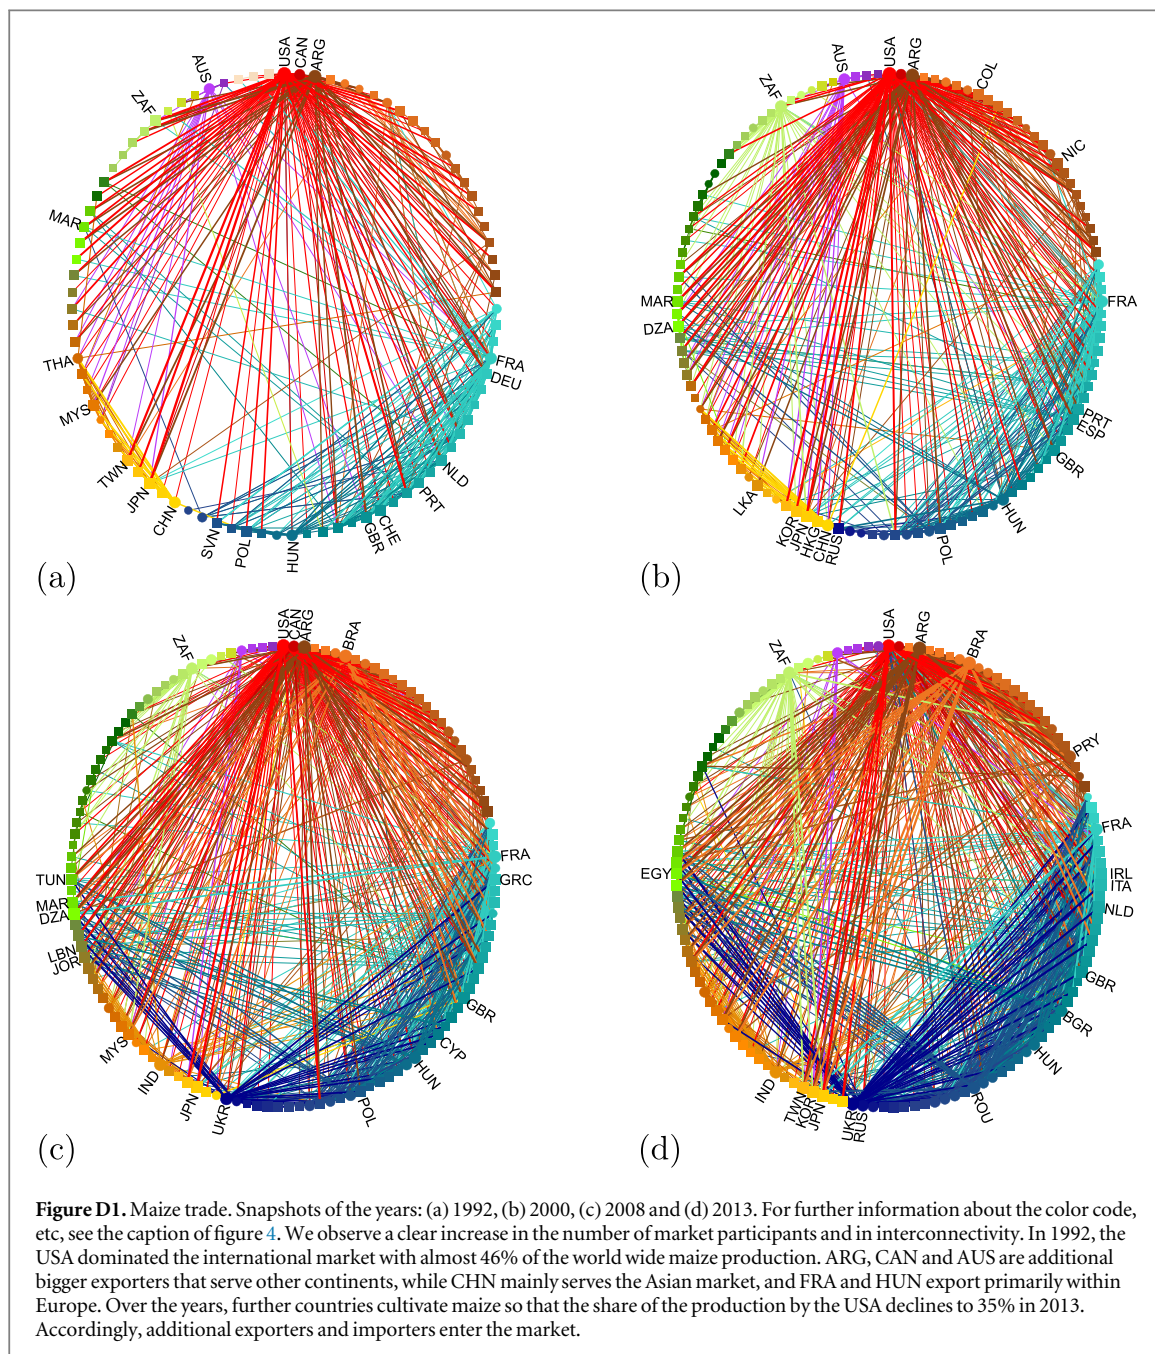 USA
CAN
ARG
AUS
ZAF
MAR
THA
MYS
TWN
JPN
CHN
SVN
POL
HUN
GBR
CHE
PRT
NLD
DEU
FRA
(a)
USA
ARG
COL
NIC
AUS
ZAF
MAR
DZA
FRA
PRT
ESP
GBR
HUN
POL
LKA
KOR
JPN
HKG
CHN
RUS
(b)
USA
CAN
ARG
BRA
ZAF
TUN
MAR
DZA
LBN
JOR
MYS
IND
JPN
UKR
POL
HUN
CYP
GBR
GRC
FRA
(c)
USA
ARG
BRA
ZAF
PRY
FRA
IRL
ITA
NLD
EGY
GBR
BGR
HUN
ROU
IND
TWN
KOR
JPN
UKR
RUS
(d)
Figure D1. Maize trade. Snapshots of the years: (a) 1992, (b) 2000, (c) 2008 and (d) 2013. For further information about the color code,
etc, see the caption of figure 4. We observe a clear increase in the number of market participants and in interconnectivity. In 1992, the
USA dominated the international market with almost 46% of the world wide maize production. ARG, CAN and AUS are additional
bigger exporters that serve other continents, while CHN mainly serves the Asian market, and FRA and HUN export primarily within
Europe. Over the years, further countries cultivate maize so that the share of the production by the USA declines to 35% in 2013.
Accordingly, additional exporters and importers enter the market.